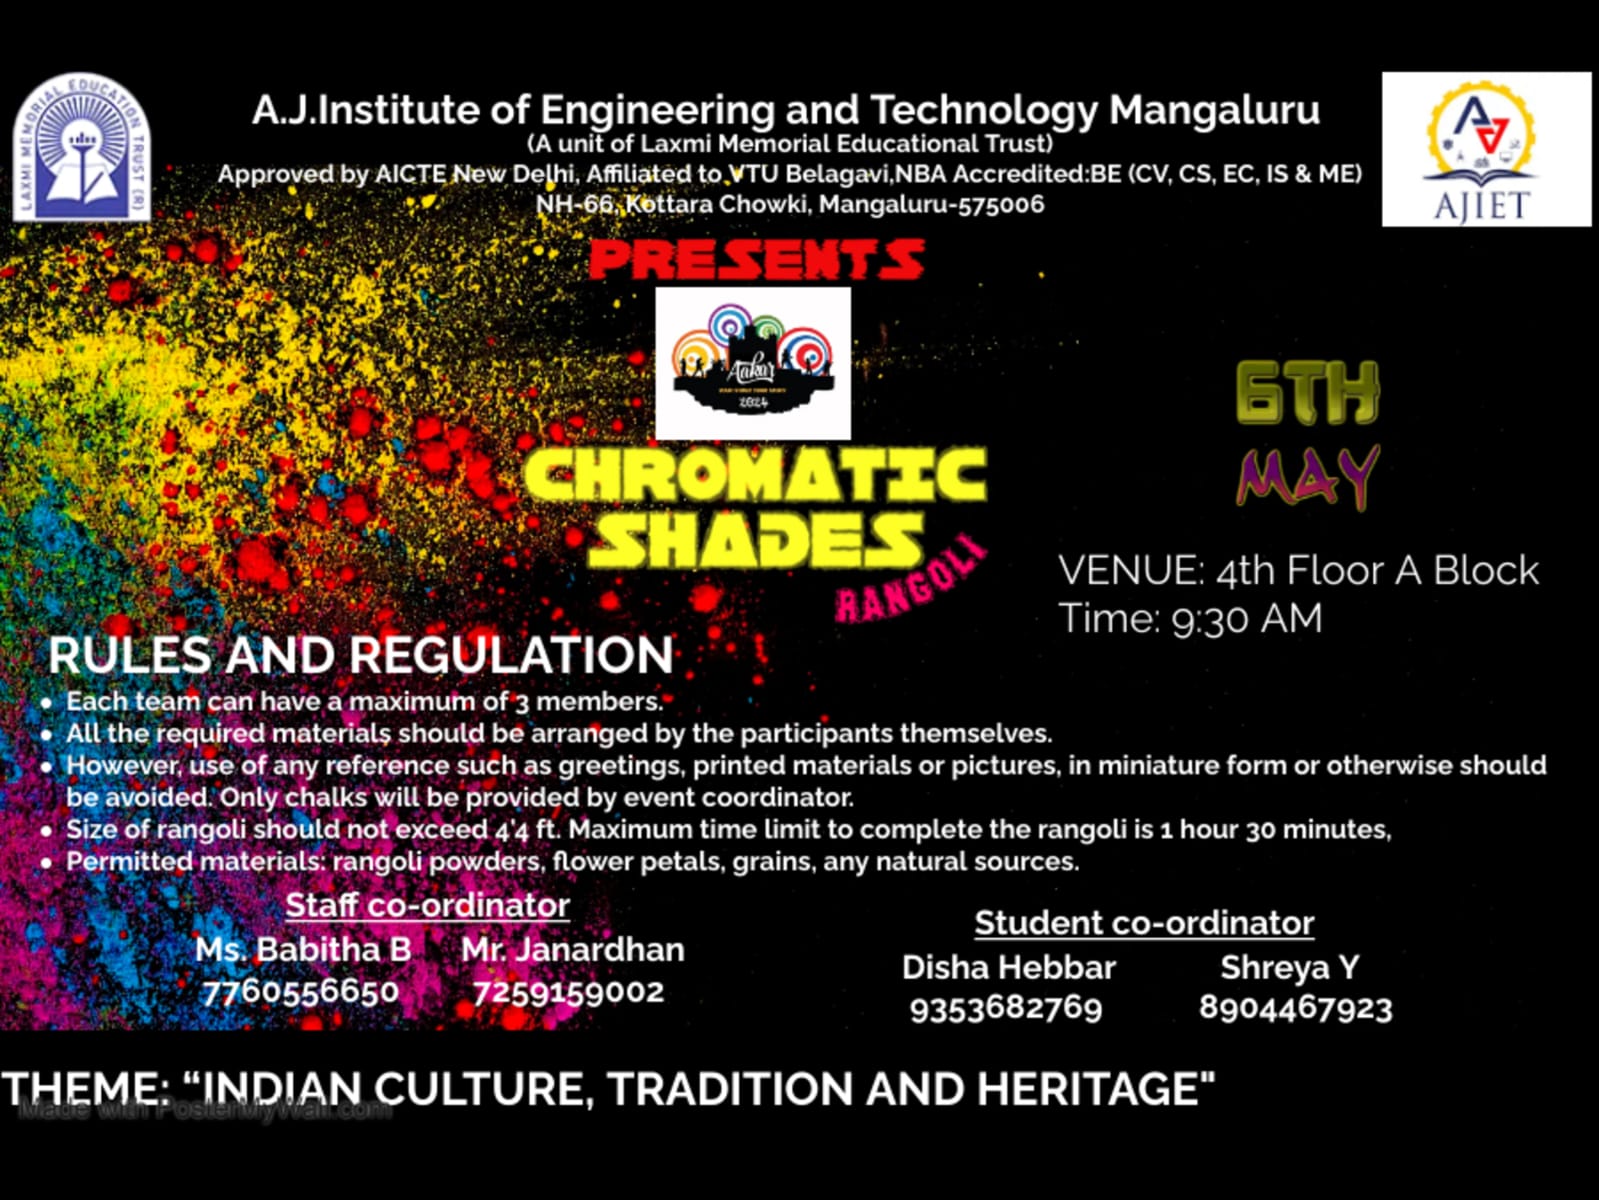 LAXMI MEMORIAL EDUCATION TRUST (R)
A.J.Institute of Engineering and Technology Mangaluru
(A unit of Laxmi Memorial Educational Trust)
Approved by AICTE New Delhi, Affiliated to VTU Belagavi,NBA Accredited:BE (CV, CS, EC, IS & ME)
NH-66, Kottara Chowki, Mangaluru-575006
AJIET
PRESENTS
Aakar
2024
CHROMATIC
SHADES
RANGOLI
6TH
MAY
VENUE: 4th Floor A Block
Time: 9:30 AM
RULES AND REGULATION
• Each team can have a maximum of 3 members.
• All the required materials should be arranged by the participants themselves.
• However, use of any reference such as greetings, printed materials or pictures, in miniature form or otherwise should
be avoided. Only chalks will be provided by event coordinator.
• Size of rangoli should not exceed 4'4 ft. Maximum time limit to complete the rangoli is 1 hour 30 minutes,
• Permitted materials: rangoli powders, flower petals, grains, any natural sources.
Staff co-ordinator
Ms. Babitha B Mr. Janardhan
7760556650 7259159002
Student co-ordinator
Disha Hebbar Shreya Y
9353682769 8904467923
THEME: “INDIAN CULTURE, TRADITION AND HERITAGE"
Made with PosterMyWall.com